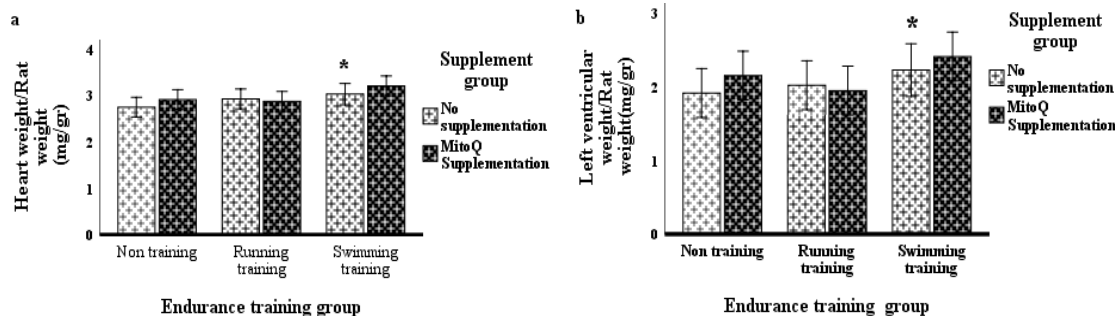 a
Heart weight/Rat
weight
(mg/gr)
4
3
2
1
0
*
Non training
Running
training
Swimming
training
Endurance training group
Supplement
group
No
supplementation
MitoQ
Supplementation
b
Left ventricular
weight/Rat
weight(mg/gr)
3
2
1
0
*
Non training
Running
training
Swimming
training
Endurance training group
Supplement
group
No
supplementation
MitoQ
Supplementation